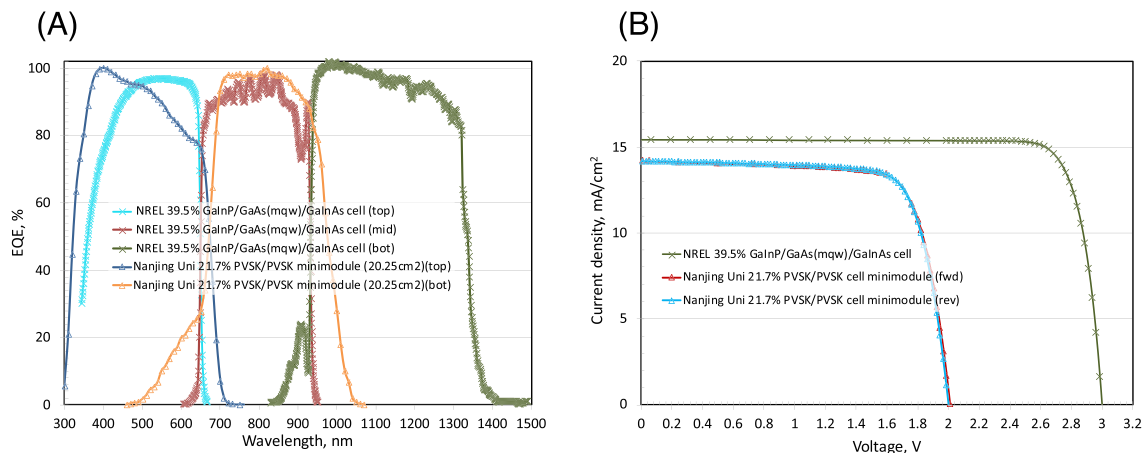 (A)
(B)
100
80
60
40
20
0
EQE, %
NREL 39.5% GaInP/GaAs(mqw)/GaInAs cell (top)
NREL 39.5% GaInP/GaAs(mqw)/GaInAs cell (mid)
NREL 39.5% GaInP/GaAs(mqw)/GaInAs cell (bot)
Nanjing Uni 21.7% PVSK/PVSK minimodule (20.25cm2)(top)
Nanjing Uni 21.7% PVSK/PVSK minimodule (20.25cm2)(bot)
300 400 500 600 700 800 900 1000 1100 1200 1300 1400 1500
Wavelength, nm
20
15
10
5
0
Current density, mA/cm2
NREL 39.5% GaInP/GaAs(mqw)/GaInAs cell
Nanjing Uni 21.7% PVSK/PVSK cell minimodule (fwd)
Nanjing Uni 21.7% PVSK/PVSK cell minimodule (rev)
0 0.2 0.4 0.6 0.8 1 1.2 1.4 1.6 1.8 2 2.2 2.4 2.6 2.8 3 3.2
Voltage, V